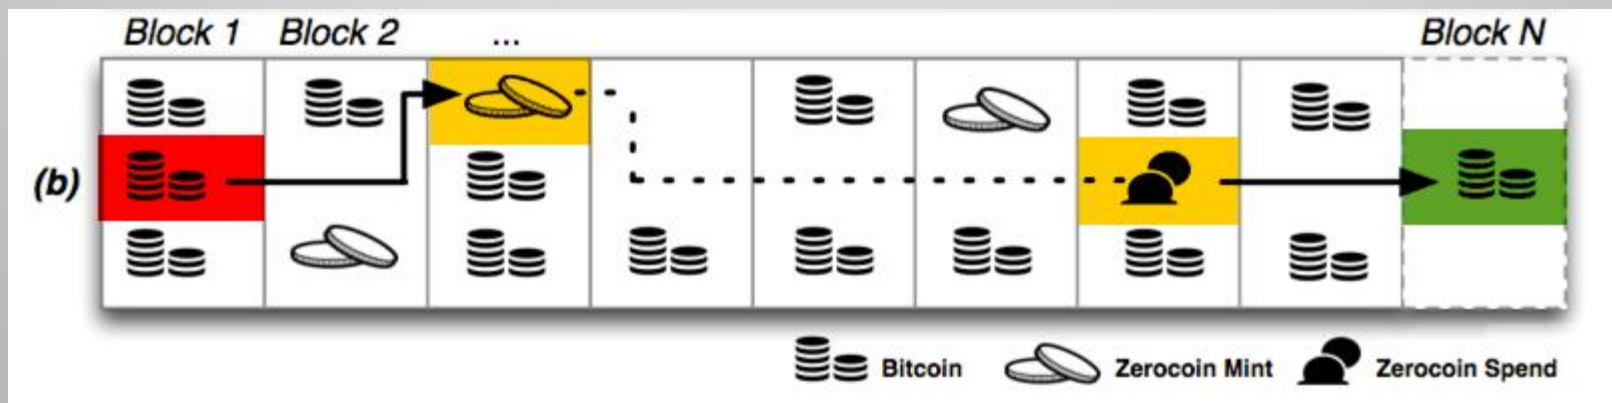 Block 1 Block 2 ... Block N
(b)
Bitcoin Zerocoin Mint Zerocoin Spend